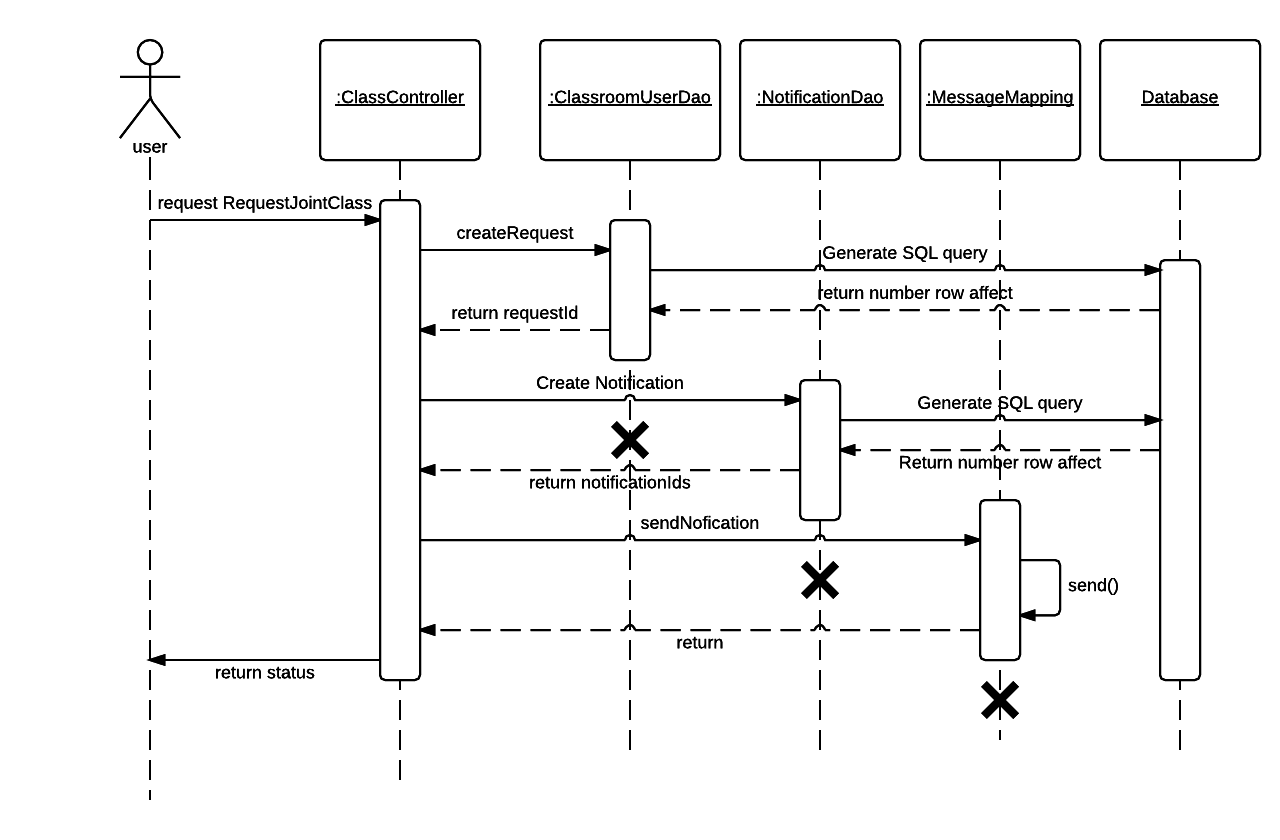 :ClassController
:ClassroomUserDao
:NotificationDao
:MessageMapping
Database
user
request RequestJointClass
createRequest
Generate SQL query
return number row affect
return requestId
Create Notification
Generate SQL query
Return number row affect
return notificationIds
sendNofication
send()
return
return status